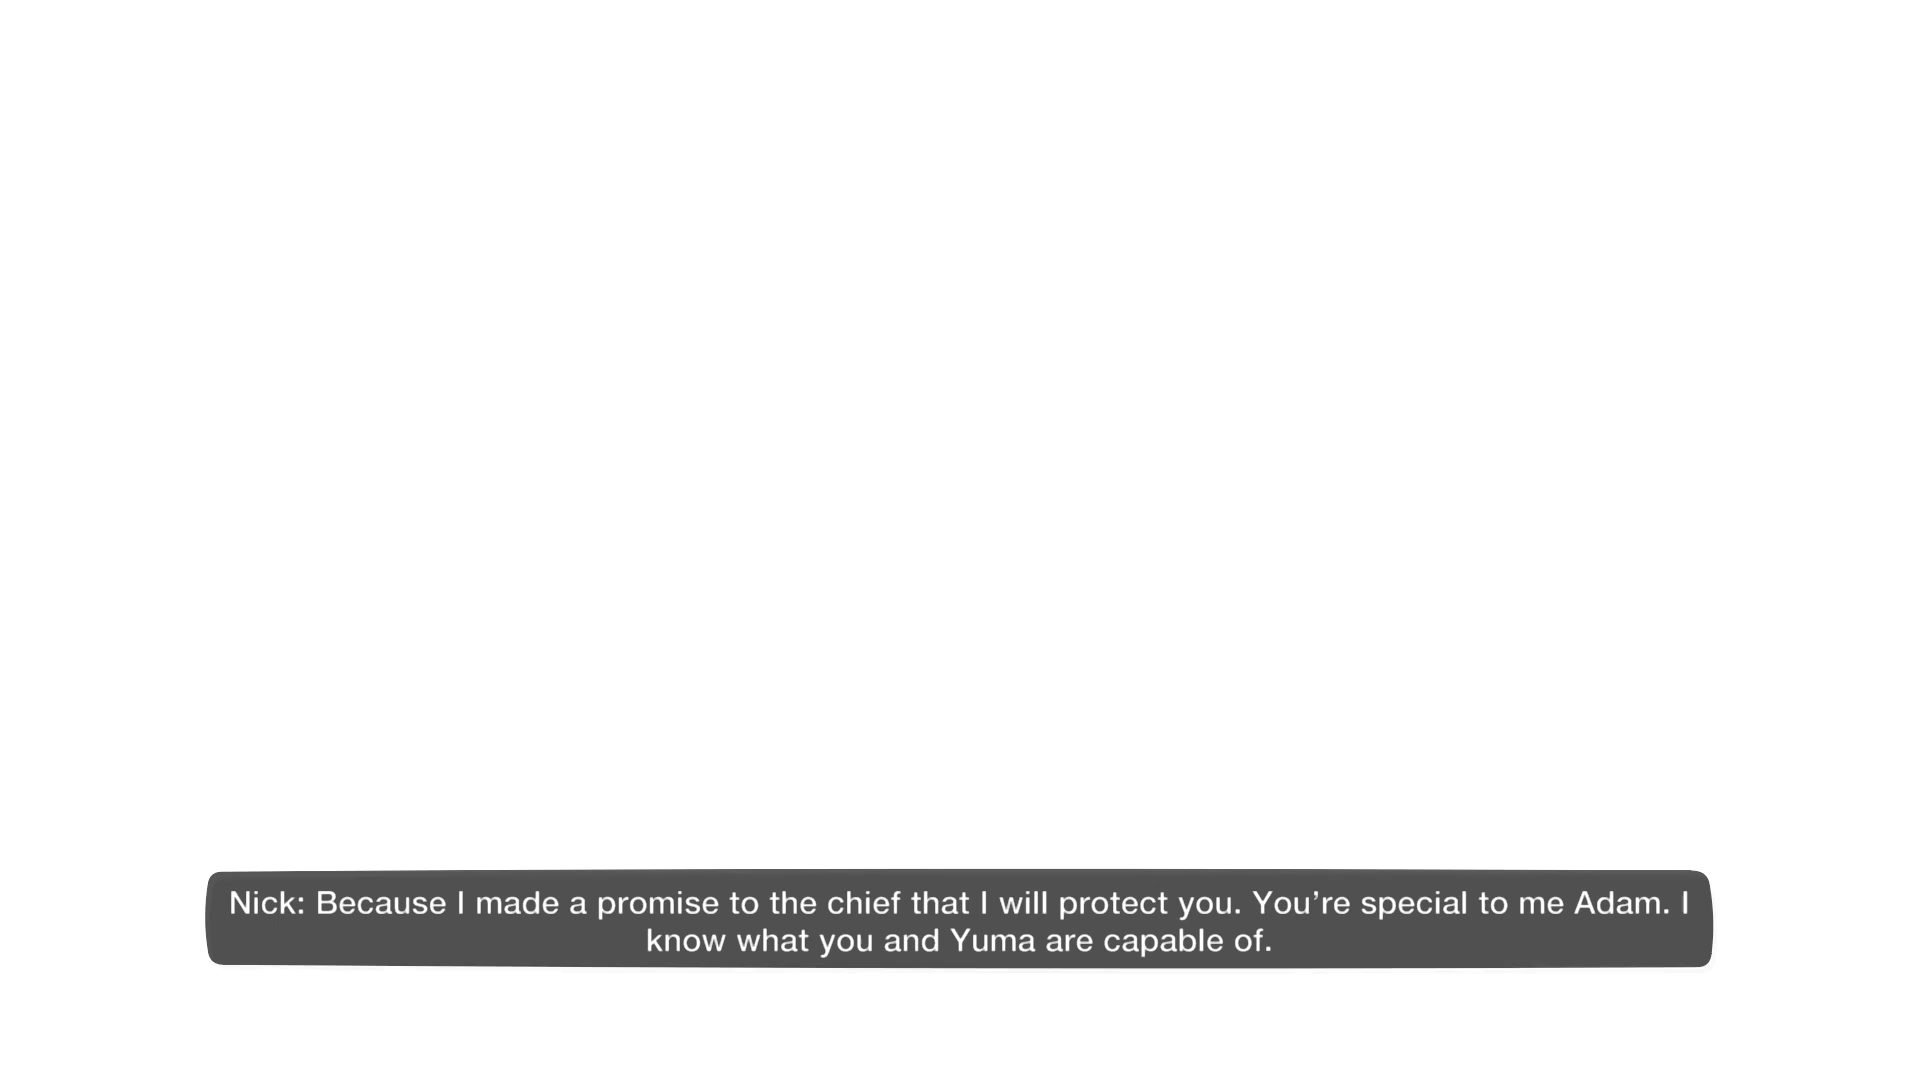 Nick: Because I made a promise to the chief that I will protect you. You’re special to me Adam. I
know what you and Yuma are capable of.